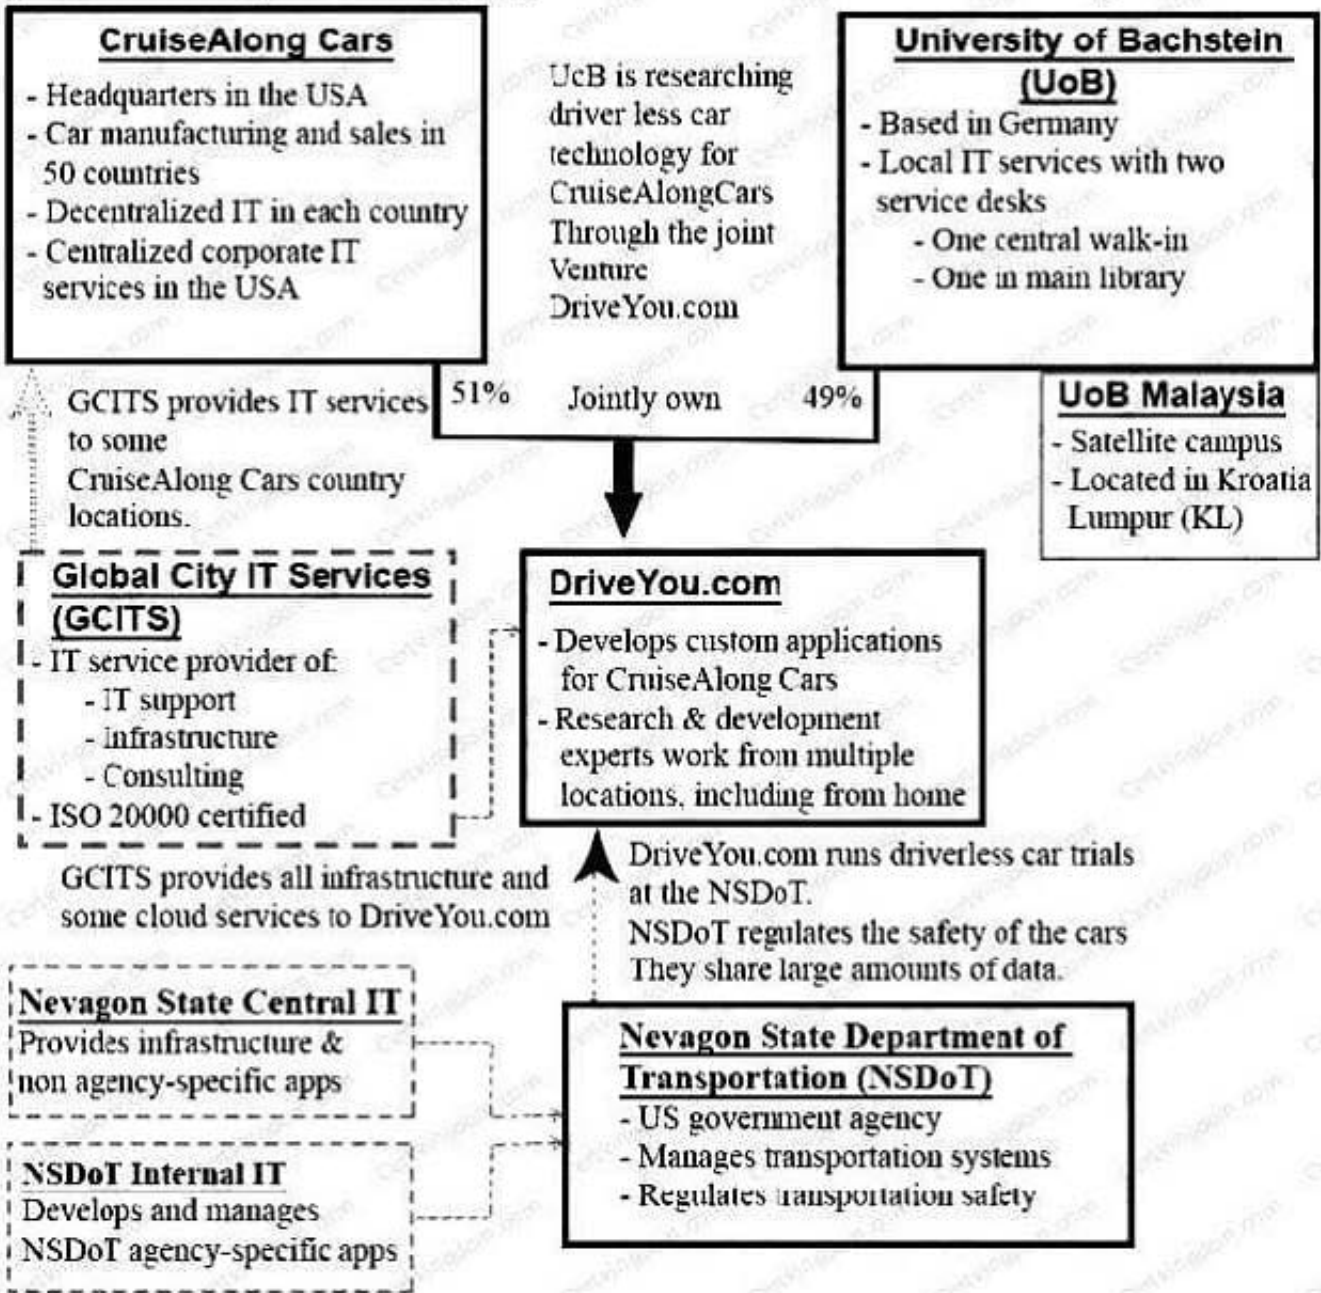 CruiseAlong Cars
- Headquarters in the USA
- Car manufacturing and sales in
50 countries
- Decentralized IT in each country
- Centralized corporate IT
services in the USA
UcB is researching
driver less car
technology for
CruiseAlongCars
Through the joint
Venture
DriveYou.com
University of Bachstein
(UoB)
- Based in Germany
- Local IT services with two
service desks
- One central walk-in
- One in main library
51% Jointly own 49%
UoB Malaysia
- Satellite campus
- Located in Kroatia
Lumpur (KL)
GCITS provides IT services
to some
CruiseAlong Cars country
locations.
Global City IT Services
(GCITS)
- IT service provider of:
- IT support
- Infrastructure
- Consulting
- ISO 20000 certified
DriveYou.com
- Develops custom applications
for CruiseAlong Cars
- Research & development
experts work from multiple
locations, including from home
GCITS provides all infrastructure and
some cloud services to DriveYou.com
DriveYou.com runs driverless car trials
at the NSDoT.
NSDoT regulates the safety of the cars
They share large amounts of data.
Nevagon State Central IT
Provides infrastructure &
non agency-specific apps
NSDoT Internal IT
Develops and manages
NSDoT agency-specific apps
Nevagon State Department of
Transportation (NSDoT)
- US government agency
- Manages transportation systems
- Regulates transportation safety